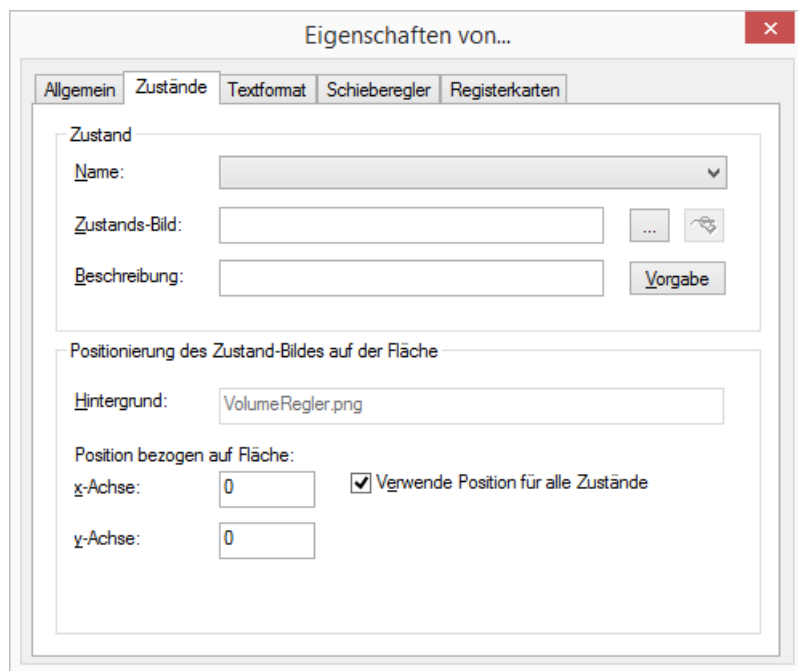 Eigenschaften von...
Allgemein Zustände Textformat Schieberegler Registerkarten
Zustand
Name:
Zustands-Bild: ...
Beschreibung: Vorgabe
Positionierung des Zustand-Bildes auf der Fläche
Hintergrund: VolumeRegler.png
Position bezogen auf Fläche:
x-Achse: 0 Verwende Position für alle Zustände
y-Achse: 0